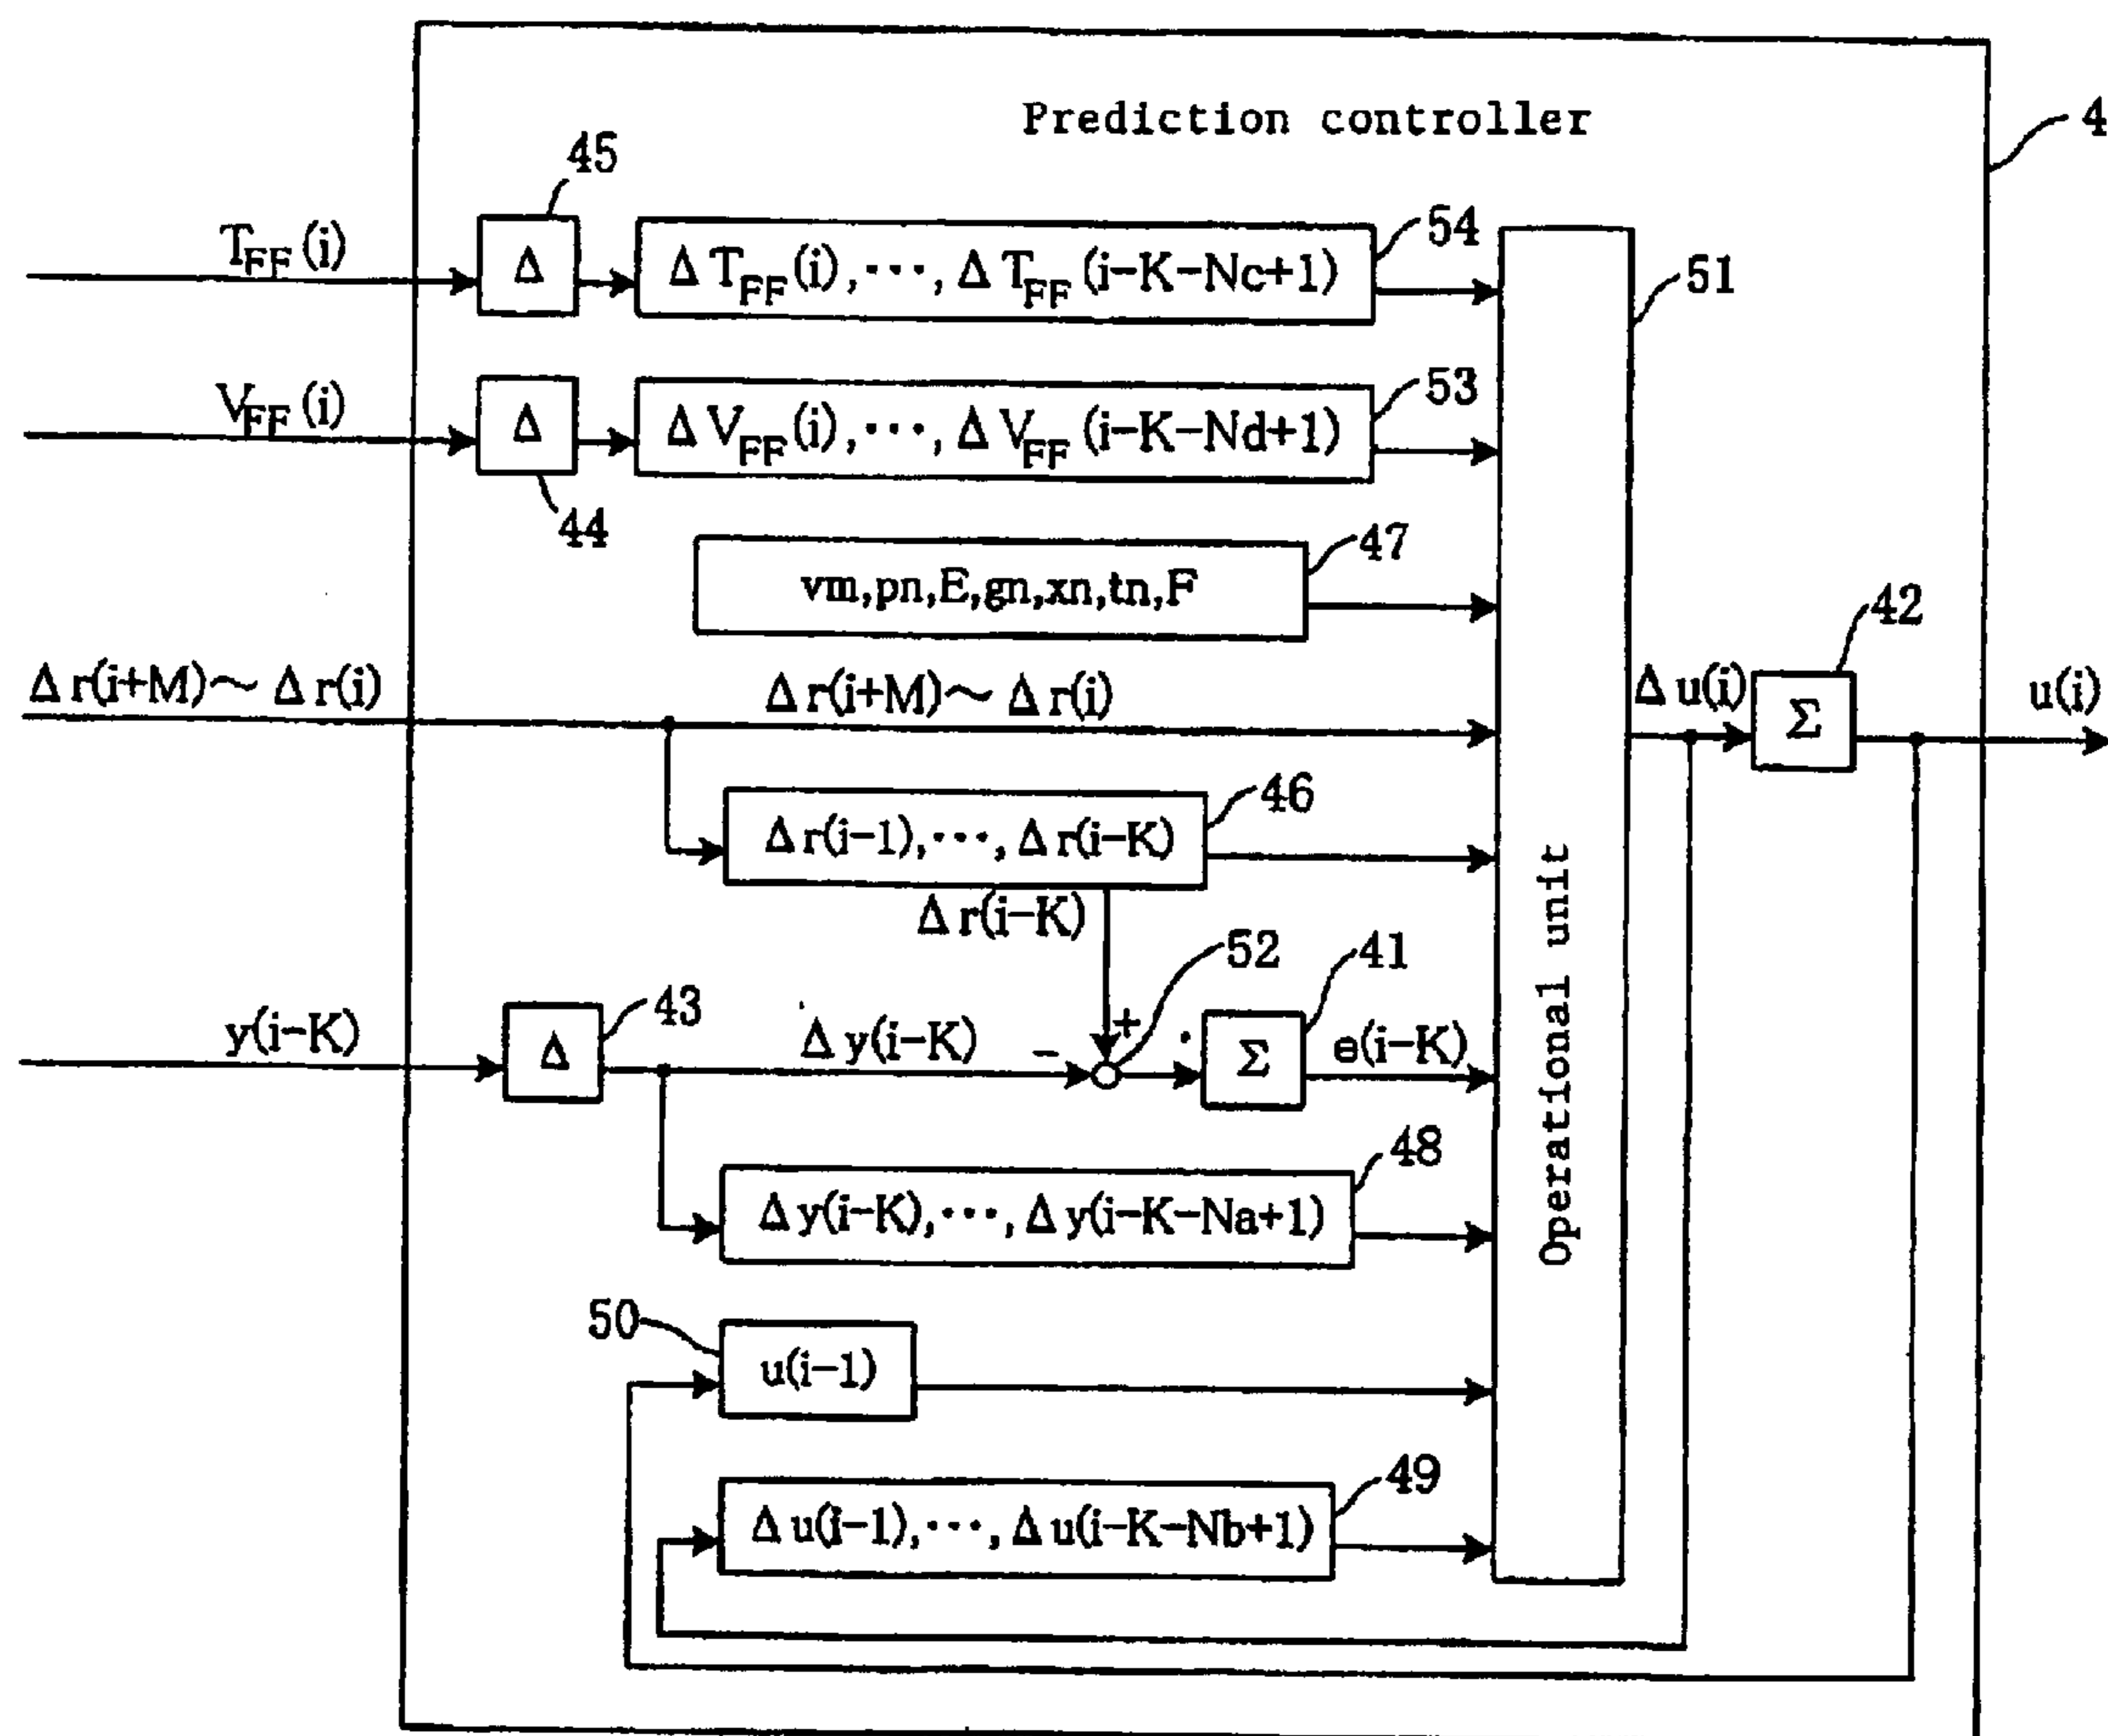 Prediction controller
4
45
T_FF(i)
Δ
ΔT_FF(i),⋯,ΔT_FF(i-K-Nc+1)
54
51
V_FF(i)
Δ
44
ΔV_FF(i),⋯,ΔV_FF(i-K-Nd+1)
53
vm,pn,E,gn,xn,tn,F
47
Δr(i+M)~Δr(i)
Δr(i+M)~Δr(i)
Δu(i)
Σ
42
u(i)
Δr(i-1),⋯,Δr(i-K)
46
Δr(i-K)
Operational unit
y(i-K)
Δ
43
Δy(i-K)
-
+
52
Σ
41
e(i-K)
Δy(i-K),⋯,Δy(i-K-Na+1)
48
50
u(i-1)
Δu(i-1),⋯,Δu(i-K-Nb+1)
49